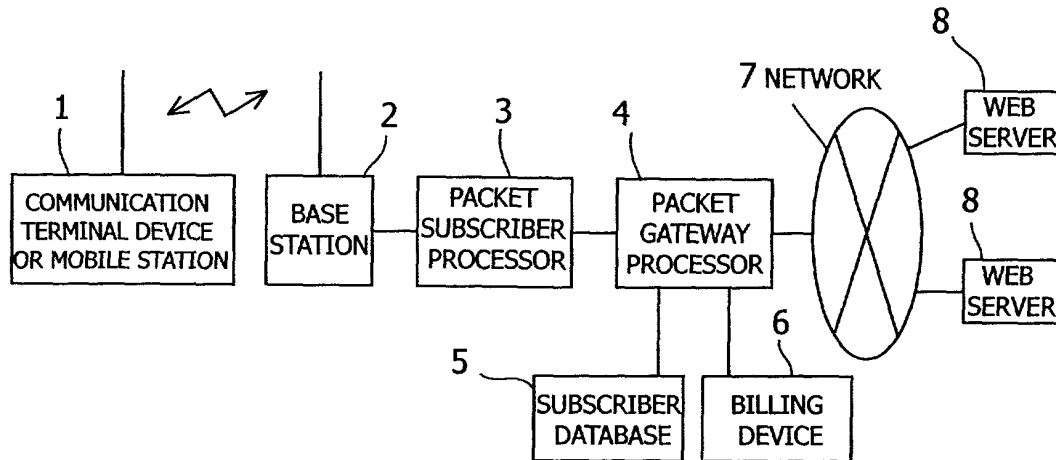 8
7 NETWORK
WEB
SERVER
1
2
3
4
COMMUNICATION
TERMINAL DEVICE
OR MOBILE STATION
BASE
STATION
PACKET
SUBSCRIBER
PROCESSOR
PACKET
GATEWAY
PROCESSOR
8
WEB
SERVER
5
6
SUBSCRIBER
DATABASE
BILLING
DEVICE